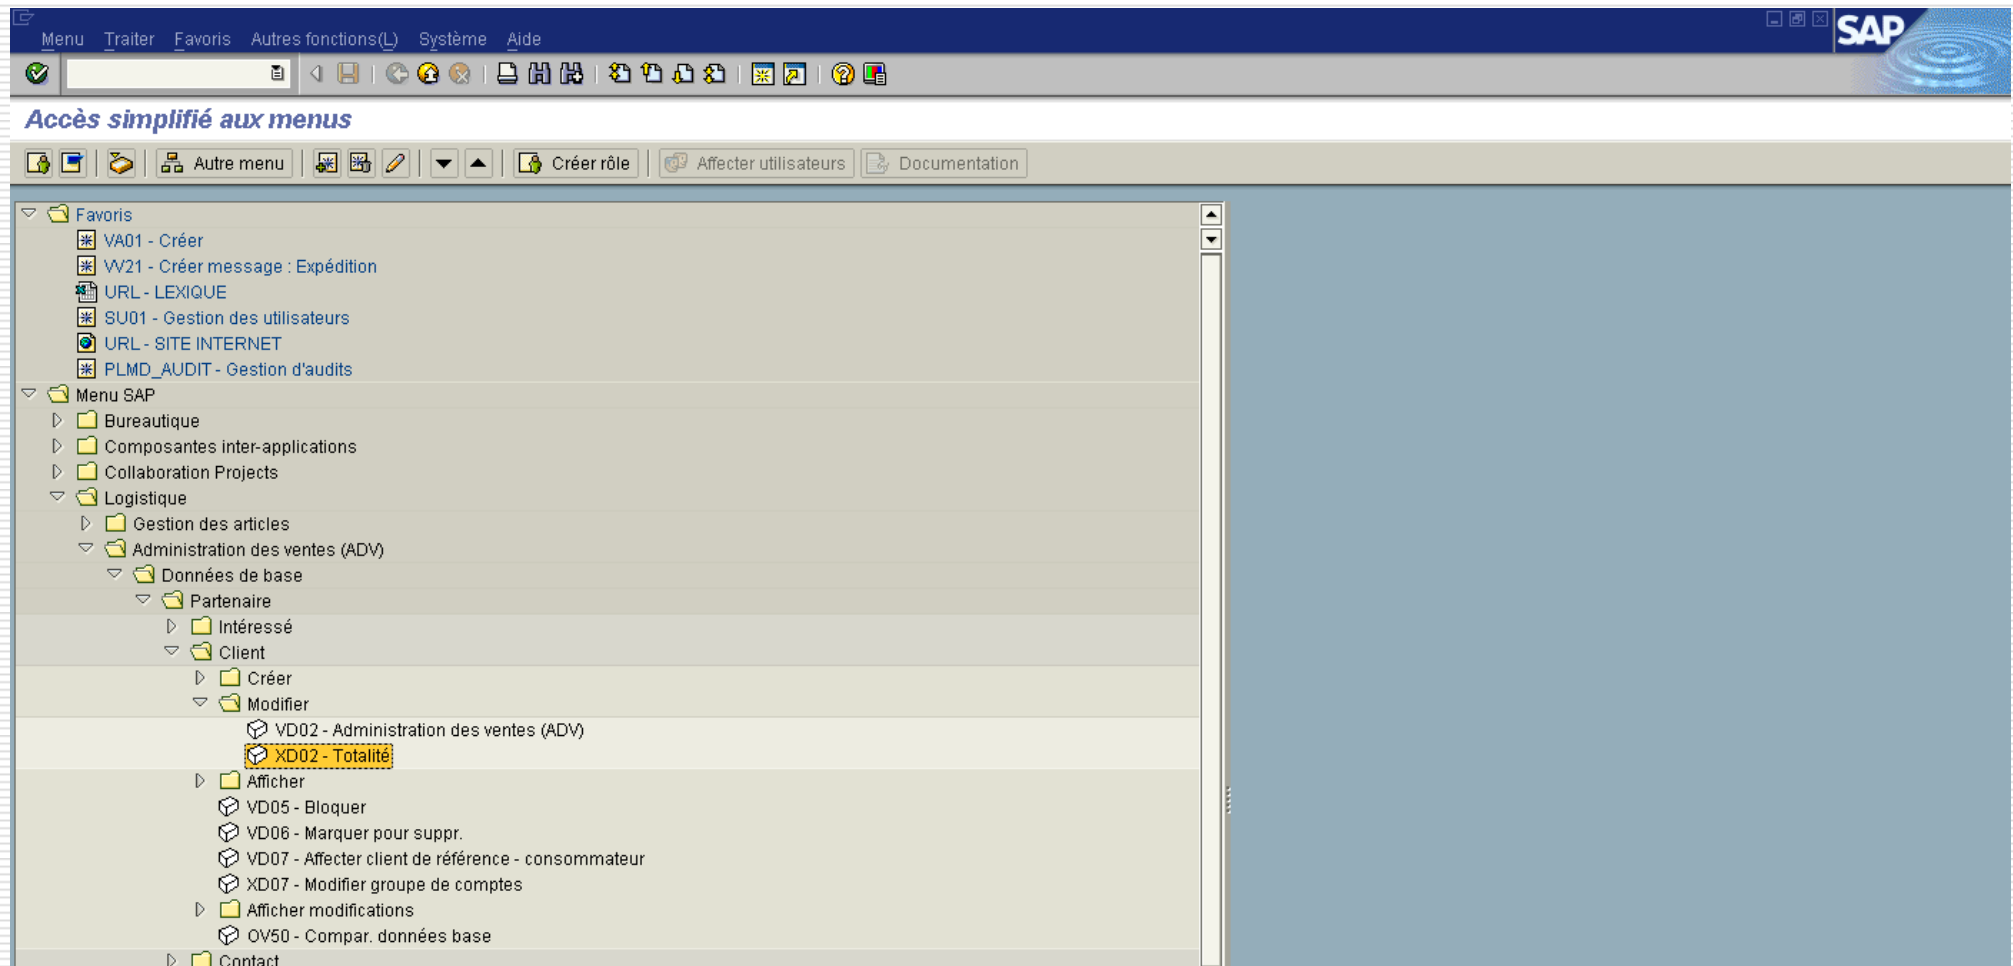 Menu Traiter Favoris Autres fonctions(L) Système Aide
SAP
Accès simplifié aux menus
Autre menu Créer rôle Affecter utilisateurs Documentation
Favoris
VA01 - Créer
VV21 - Créer message : Expédition
URL - LEXIQUE
SU01 - Gestion des utilisateurs
URL - SITE INTERNET
PLMD_AUDIT - Gestion d'audits
Menu SAP
Bureautique
Composantes inter-applications
Collaboration Projects
Logistique
Gestion des articles
Administration des ventes (ADV)
Données de base
Partenaire
Intéressé
Client
Créer
Modifier
VD02 - Administration des ventes (ADV)
XD02 - Totalité
Afficher
VD05 - Bloquer
VD06 - Marquer pour suppr.
VD07 - Affecter client de référence - consommateur
XD07 - Modifier groupe de comptes
Afficher modifications
OV50 - Compar. données base
Contact